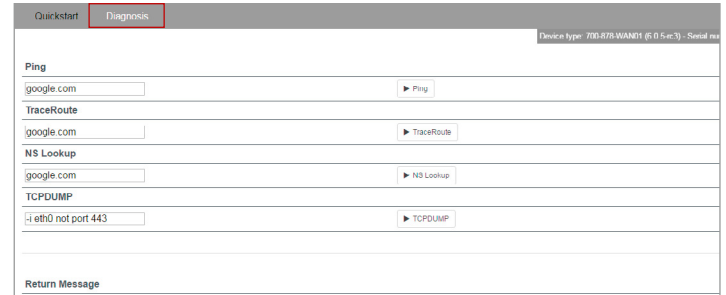 Quickstart Diagnosis
Device type: 700-878-WAN01 (6.0.5-rc3) - Serial
Ping
google.com ▶ Ping
TraceRoute
google.com ▶ TraceRoute
NS Lookup
google.com ▶ NS Lookup
TCPDUMP
-i eth0 not port 443 ▶ TCPDUMP
Return Message